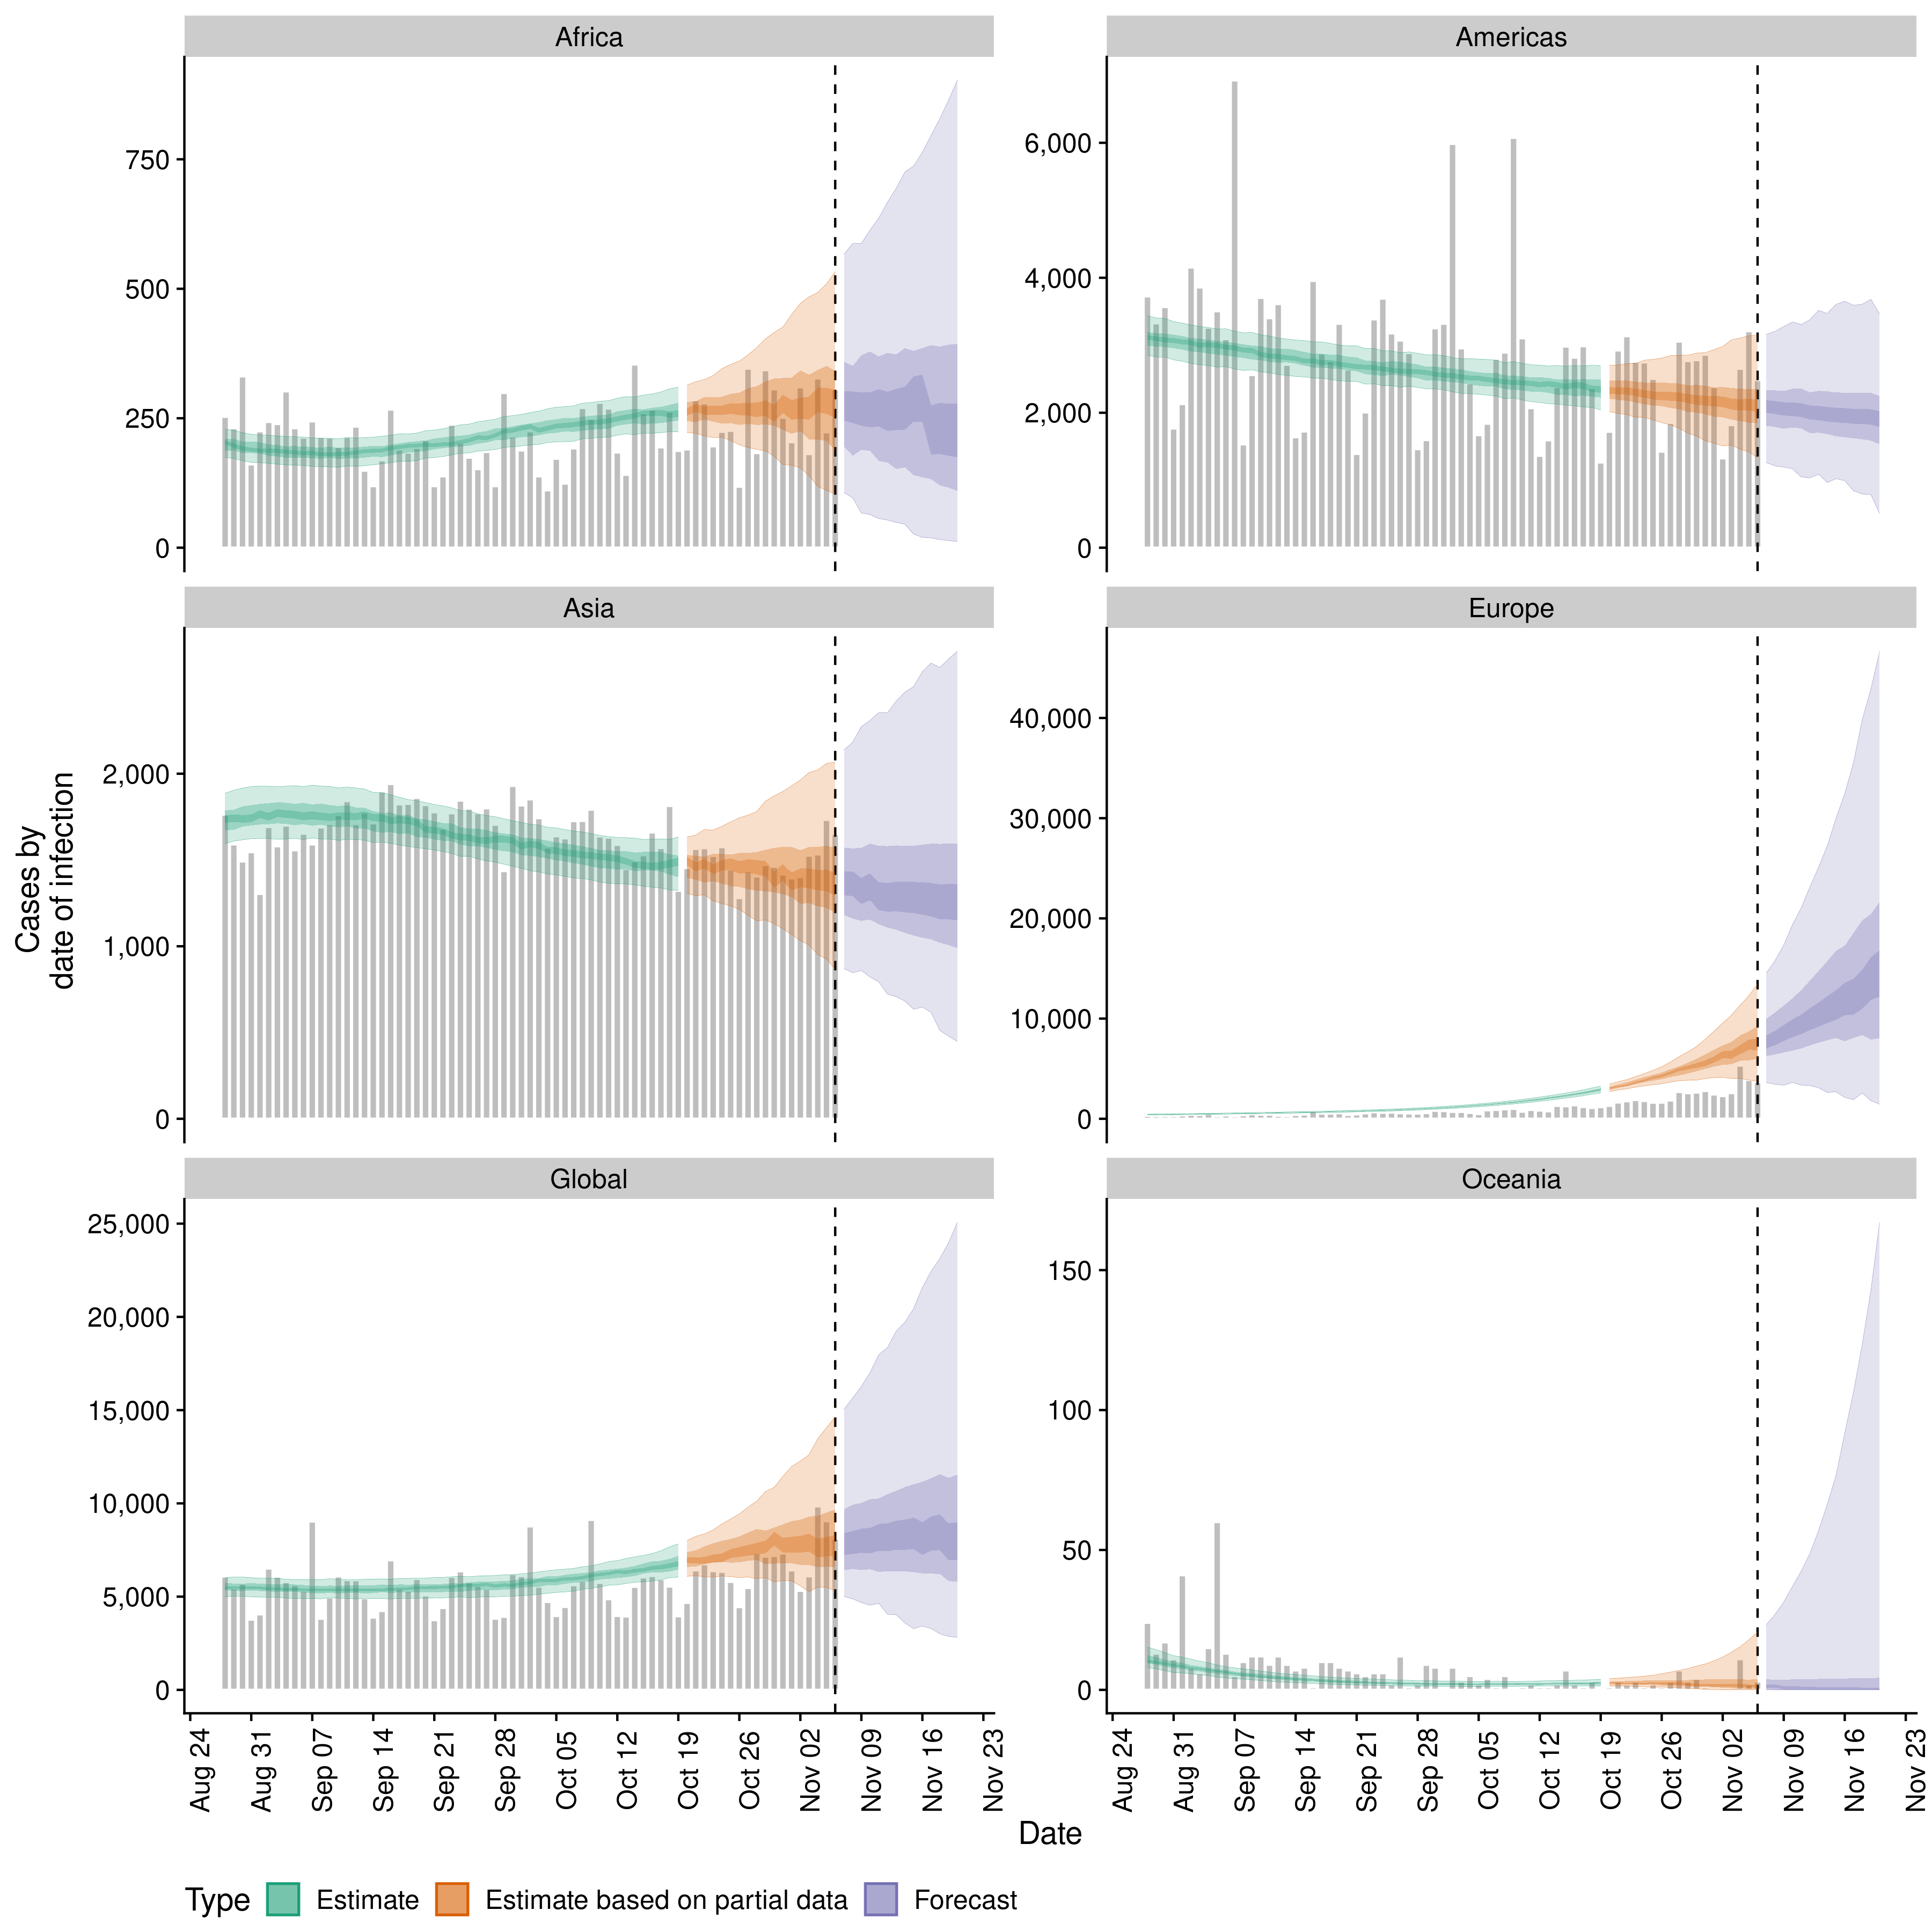 Africa
Americas
750
500
250
0
6,000
4,000
2,000
0
Asia
Europe
2,000
1,000
0
40,000
30,000
20,000
10,000
0
Cases by
date of infection
Global
Oceania
25,000
20,000
15,000
10,000
5,000
0
150
100
50
0
Aug 24
Aug 31
Sep 07
Sep 14
Sep 21
Sep 28
Oct 05
Oct 12
Oct 19
Oct 26
Nov 02
Nov 09
Nov 16
Nov 23
Aug 24
Aug 31
Sep 07
Sep 14
Sep 21
Sep 28
Oct 05
Oct 12
Oct 19
Oct 26
Nov 02
Nov 09
Nov 16
Nov 23
Date
Type Estimate Estimate based on partial data Forecast